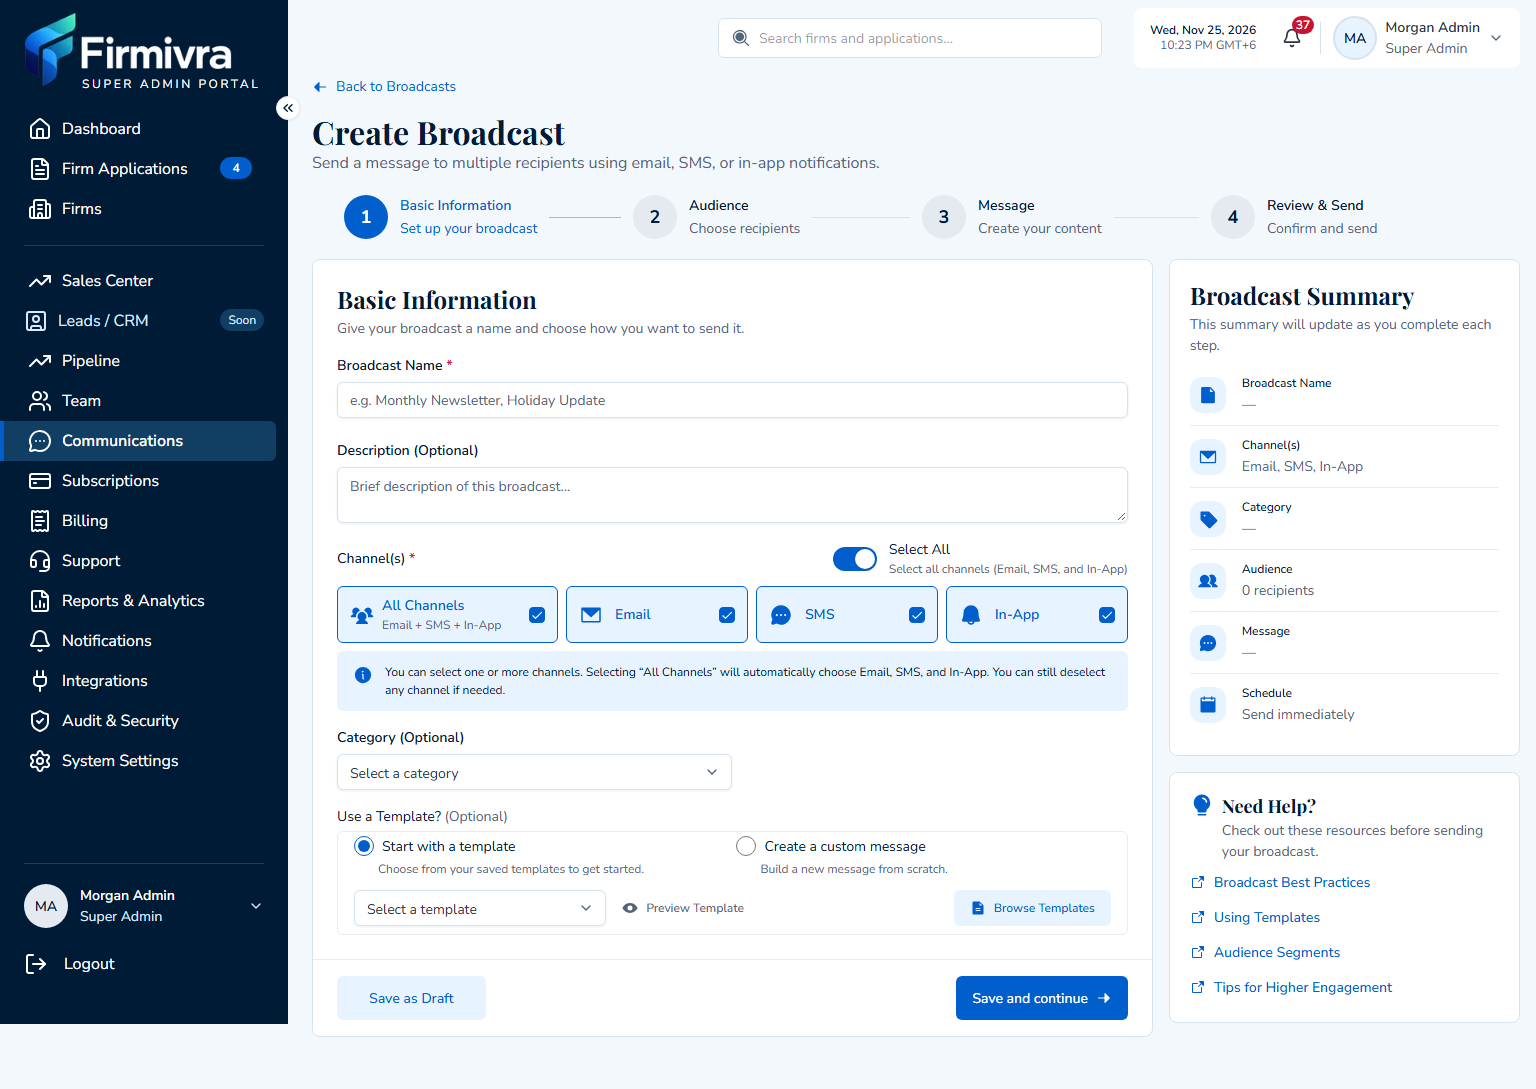 Firmivra
SUPER ADMIN PORTAL
Dashboard
Firm Applications
4
Firms
Sales Center
Leads / CRM
Soon
Pipeline
Team
Communications
Subscriptions
Billing
Support
Reports & Analytics
Notifications
Integrations
Audit & Security
System Settings
MA
Morgan Admin
Super Admin
Logout
Search firms and applications...
Wed, Nov 25, 2026
10:23 PM GMT+6
37
MA
Morgan Admin
Super Admin
Back to Broadcasts
Create Broadcast
Send a message to multiple recipients using email, SMS, or in-app notifications.
1
Basic Information
Set up your broadcast
2
Audience
Choose recipients
3
Message
Create your content
4
Review & Send
Confirm and send
Basic Information
Give your broadcast a name and choose how you want to send it.
Broadcast Name *
e.g. Monthly Newsletter, Holiday Update
Description (Optional)
Brief description of this broadcast...
Channel(s) *
Select All
Select all channels (Email, SMS, and In-App)
All Channels
Email + SMS + In-App
Email
SMS
In-App
You can select one or more channels. Selecting “All Channels” will automatically choose Email, SMS, and In-App. You can still deselect
any channel if needed.
Category (Optional)
Select a category
Use a Template? (Optional)
Start with a template
Choose from your saved templates to get started.
Create a custom message
Build a new message from scratch.
Select a template
Preview Template
Browse Templates
Save as Draft
Save and continue
Broadcast Summary
This summary will update as you complete each
step.
Broadcast Name
—
Channel(s)
Email, SMS, In-App
Category
—
Audience
0 recipients
Message
—
Schedule
Send immediately
Need Help?
Check out these resources before sending
your broadcast.
Broadcast Best Practices
Using Templates
Audience Segments
Tips for Higher Engagement